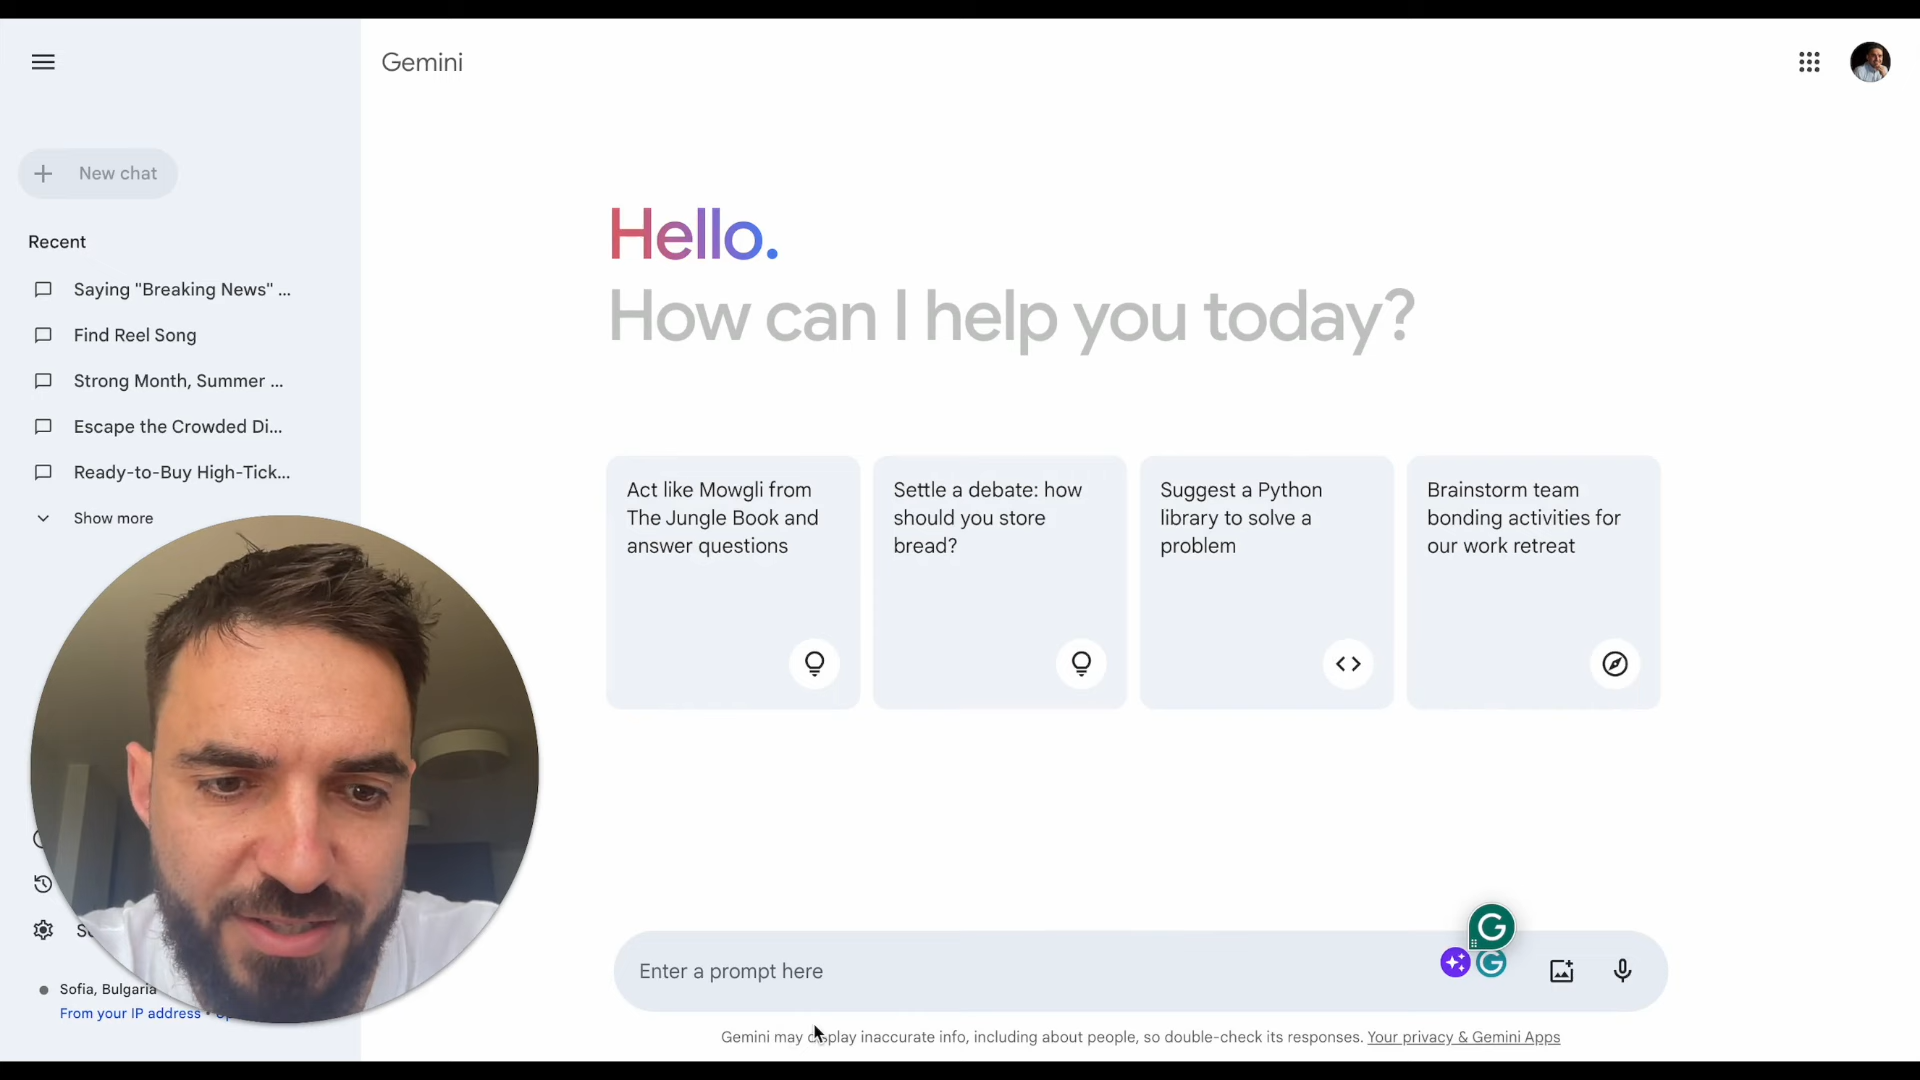 Gemini
New chat
Recent
Saying "Breaking News" ...
Find Reel Song
Strong Month, Summer ...
Escape the Crowded Di...
Ready-to-Buy High-Tick...
Show more
Sofia, Bulgaria
From your IP address •
Hello.
How can I help you today?
Act like Mowgli from
The Jungle Book and
answer questions
Settle a debate: how
should you store
bread?
Suggest a Python
library to solve a
problem
Brainstorm team
bonding activities for
our work retreat
Enter a prompt here
Gemini may display inaccurate info, including about people, so double-check its responses. Your privacy & Gemini Apps